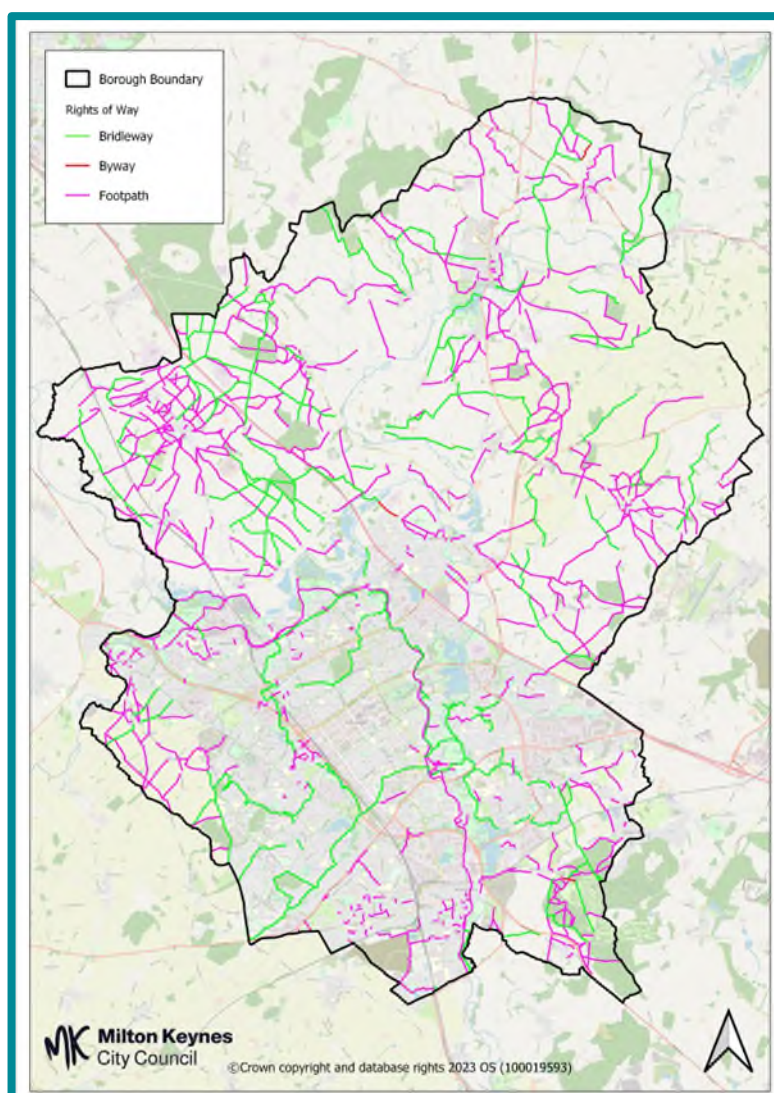 Borough Boundary
Rights of Way
Bridleway
Byway
Footpath
MK Milton Keynes
City Council
©Crown copyright and database rights 2023 OS (100019593)